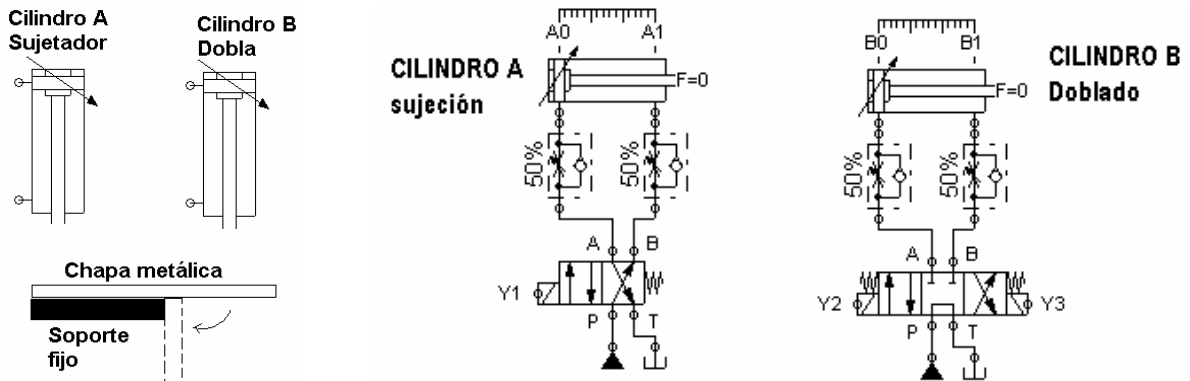 Cilindro A
Sujetador
Cilindro B
Dobla
Chapa metálica
Soporte
fijo
A0 A1
CILINDRO A
sujeción
F=0
50% 50%
A B
Y1
P T
B0 B1
CILINDRO B
Doblado
F=0
50% 50%
A B
Y2 Y3
P T